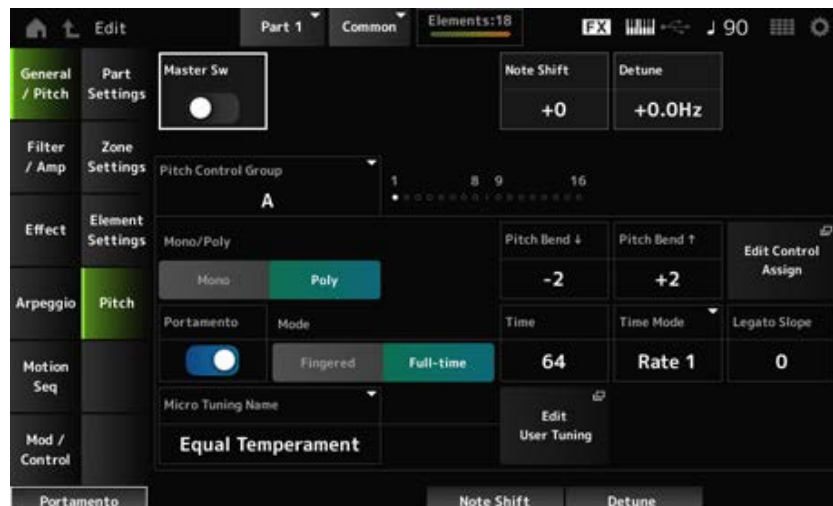 Edit
Part 1
Common
Elements:18
FX
90
General / Pitch
Part Settings
Master Sw
Note Shift
+0
Detune
+0.0Hz
Filter / Amp
Zone Settings
Pitch Control Group
A
1 8 9 16
Effect
Element Settings
Mono/Poly
Mono
Poly
Pitch Bend ↓
-2
Pitch Bend ↑
+2
Edit Control
Assign
Arpeggio
Pitch
Portamento
Mode
Fingered
Full-time
Time
64
Time Mode
Rate 1
Legato Slope
0
Motion
Seq
Micro Tuning Name
Equal Temperament
Edit
User Tuning
Mod /
Control
Portamento
Note Shift
Detune